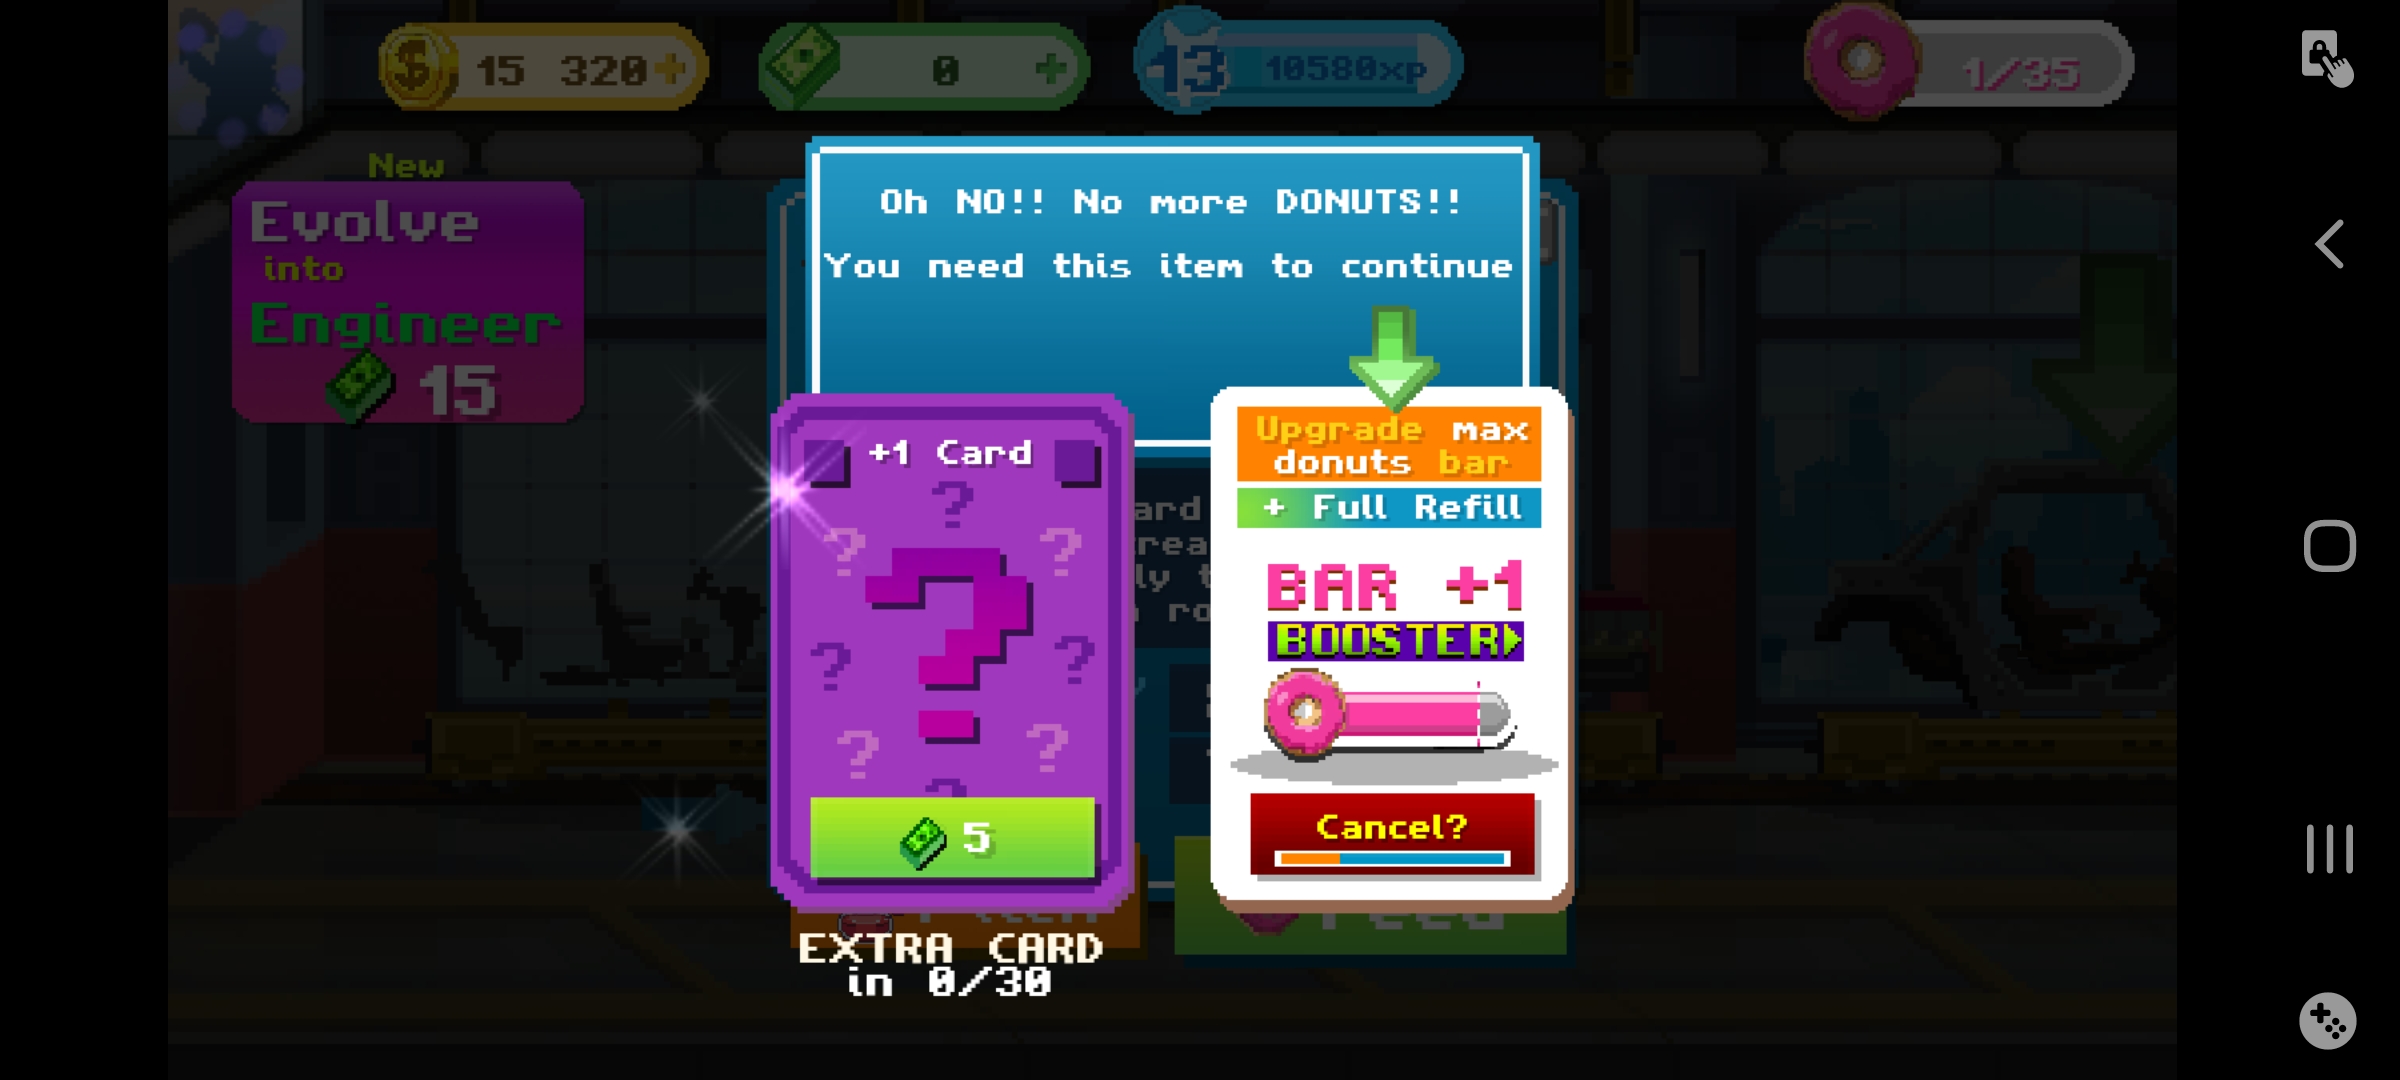 15 320
0
13 10580xp
1/35
New
Evolve
into
Engineer
15
Oh NO!! No more DONUTS!!
You need this item to continue
+1 Card
5
EXTRA CARD
in 0/30
Upgrade max
donuts bar
+ Full Refill
BAR +1
BOOSTER
Cancel?
Feed